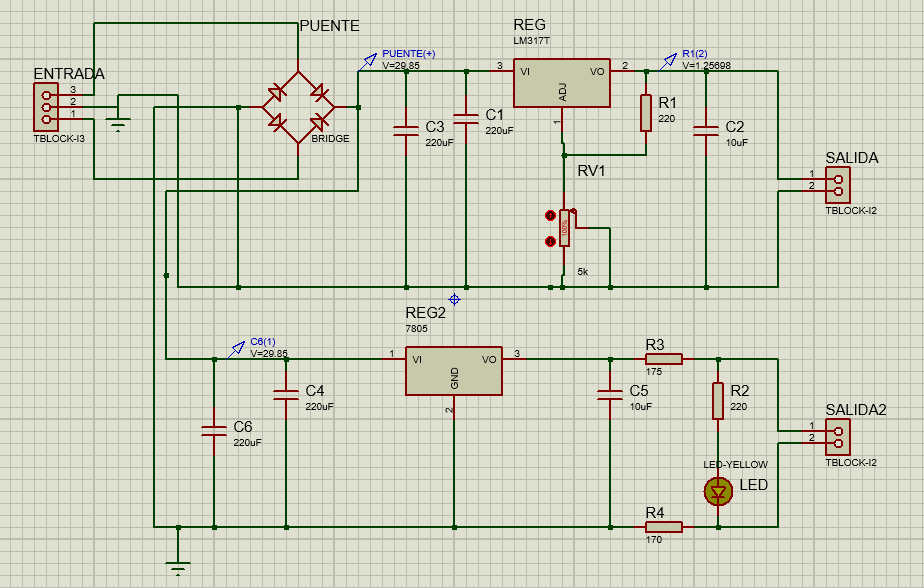 PUENTE
REG
LM317T
PUENTE(+)
V=29.85
R1(2)
V=1.25698
ENTRADA
3
2
1
TBLOCK-I3
BRIDGE
3
VI
VO
2
ADJ
1
C3
220uF
C1
220uF
R1
220
C2
10uF
RV1
100%
5k
SALIDA
1
2
TBLOCK-I2
REG2
7805
C6(1)
V=29.85
1
VI
VO
3
GND
2
R3
175
C4
220uF
C6
220uF
C5
10uF
R2
220
SALIDA2
1
2
TBLOCK-I2
LED-YELLOW
LED
R4
170